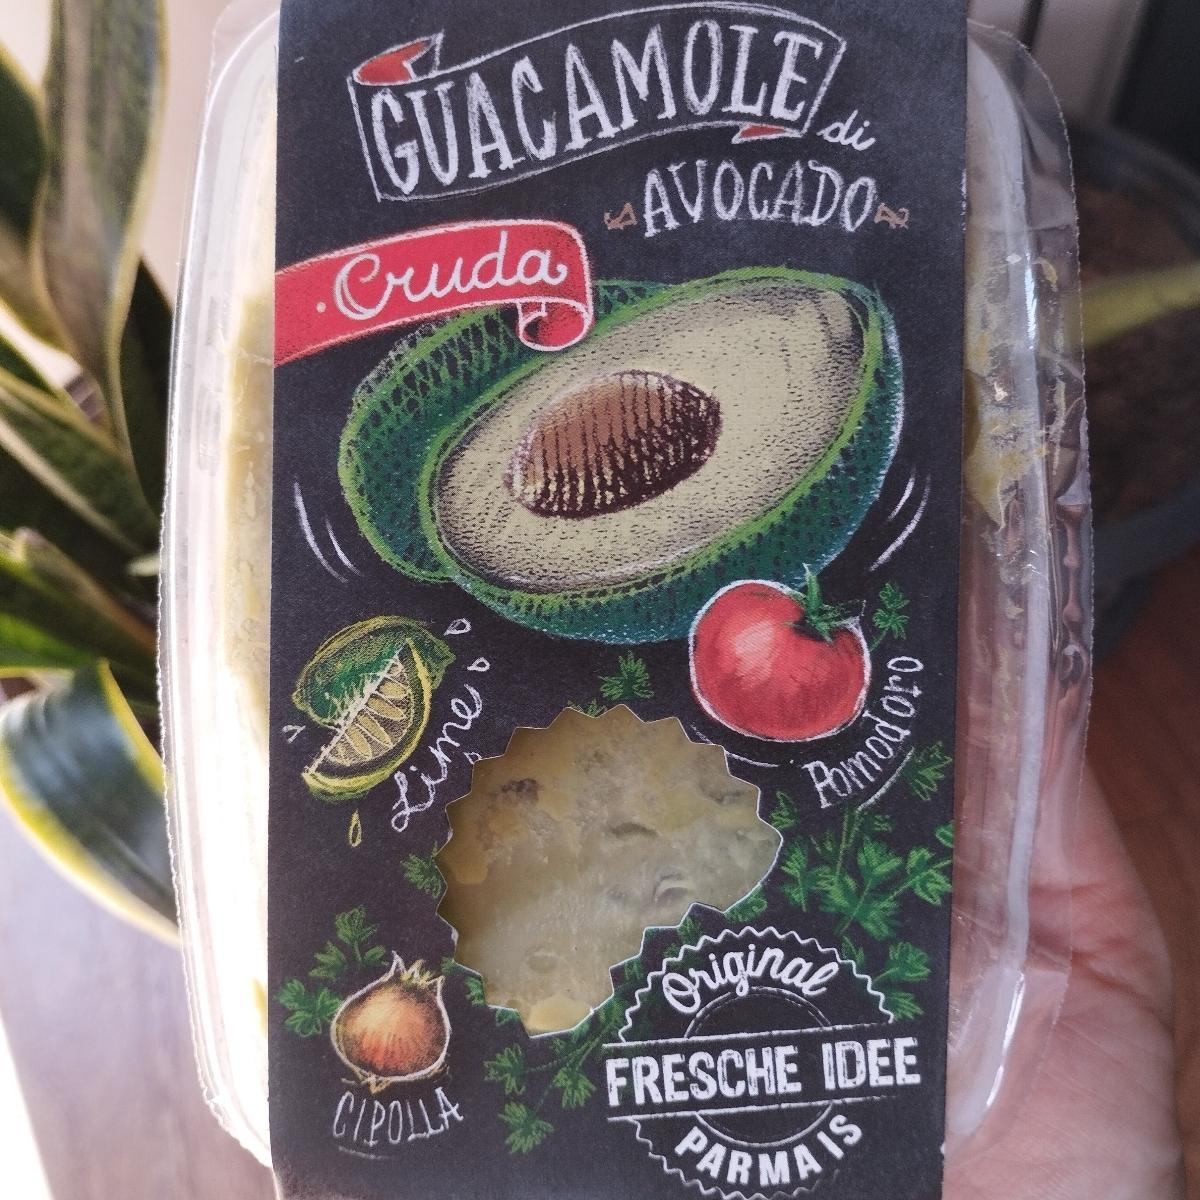 GUACAMOLE di
AVOCADO
Cruda
Lime
Pomodoro
CIPOLLA
Original
FRESCHE IDEE
PARMA IS